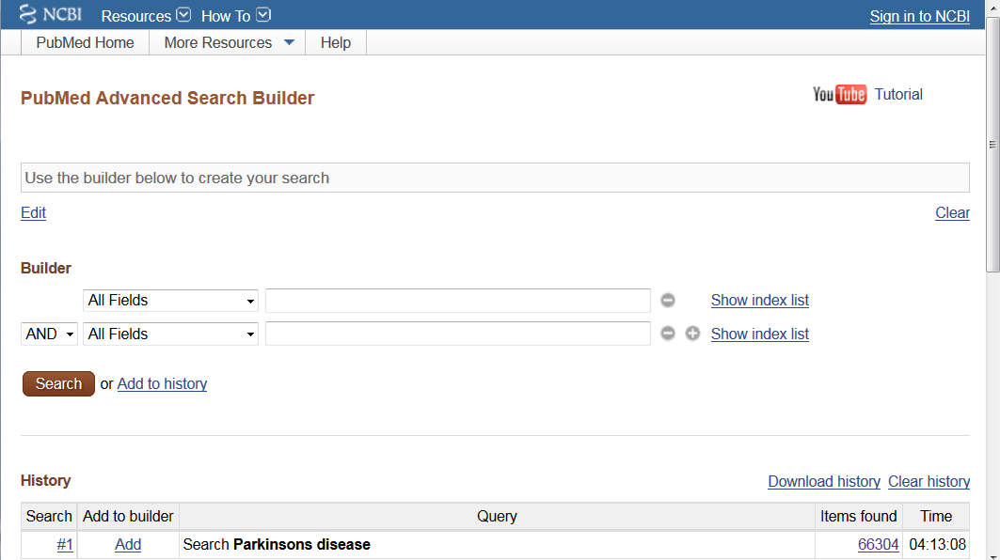 NCBI Resources How To Sign in to NCBI
PubMed Home More Resources Help
PubMed Advanced Search Builder
YouTube Tutorial
Use the builder below to create your search
Edit Clear
Builder
All Fields Show index list
AND All Fields Show index list
Search or Add to history
History Download history Clear history
Search Add to builder Query Items found Time
#1 Add Search Parkinsons disease 66304 04:13:08